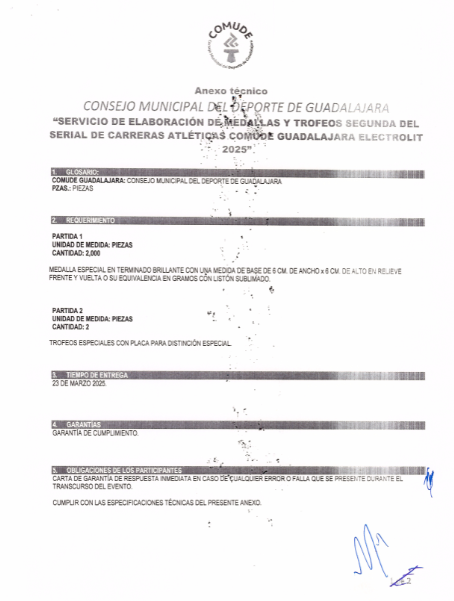 COMUDE
Anexo técnico
CONSEJO MUNICIPAL DEL DEPORTE DE GUADALAJARA
"SERVICIO DE ELABORACIÓN DE MEDALLAS Y TROFEOS SEGUNDA DEL
SERIAL DE CARRERAS ATLÉTICAS COMUDE GUADALAJARA ELECTROLIT
2025"
1. GLOSARIO:
COMUDE GUADALAJARA: CONSEJO MUNICIPAL DEL DEPORTE DE GUADALAJARA
PZAS.: PIEZAS
2. REQUERIMIENTO
PARTIDA 1
UNIDAD DE MEDIDA: PIEZAS
CANTIDAD: 2,000
MEDALLA ESPECIAL EN TERMINADO BRILLANTE CON UNA MEDIDA DE BASE DE 6 CM. DE ANCHO x 6 CM. DE ALTO EN RELIEVE
FRENTE Y VUELTA O SU EQUIVALENCIA EN GRAMOS CON LISTÓN SUBLIMADO.
PARTIDA 2
UNIDAD DE MEDIDA: PIEZAS
CANTIDAD: 2
TROFEOS ESPECIALES CON PLACA PARA DISTINCIÓN ESPECIAL.
3. TIEMPO DE ENTREGA
23 DE MARZO 2025.
4. GARANTÍAS
GARANTÍA DE CUMPLIMIENTO.
5. OBLIGACIONES DE LOS PARTICIPANTES
CARTA DE GARANTÍA DE RESPUESTA INMEDIATA EN CASO DE CUALQUIER ERROR O FALLA QUE SE PRESENTE DURANTE EL
TRANSCURSO DEL EVENTO.
CUMPLIR CON LAS ESPECIFICACIONES TÉCNICAS DEL PRESENTE ANEXO.